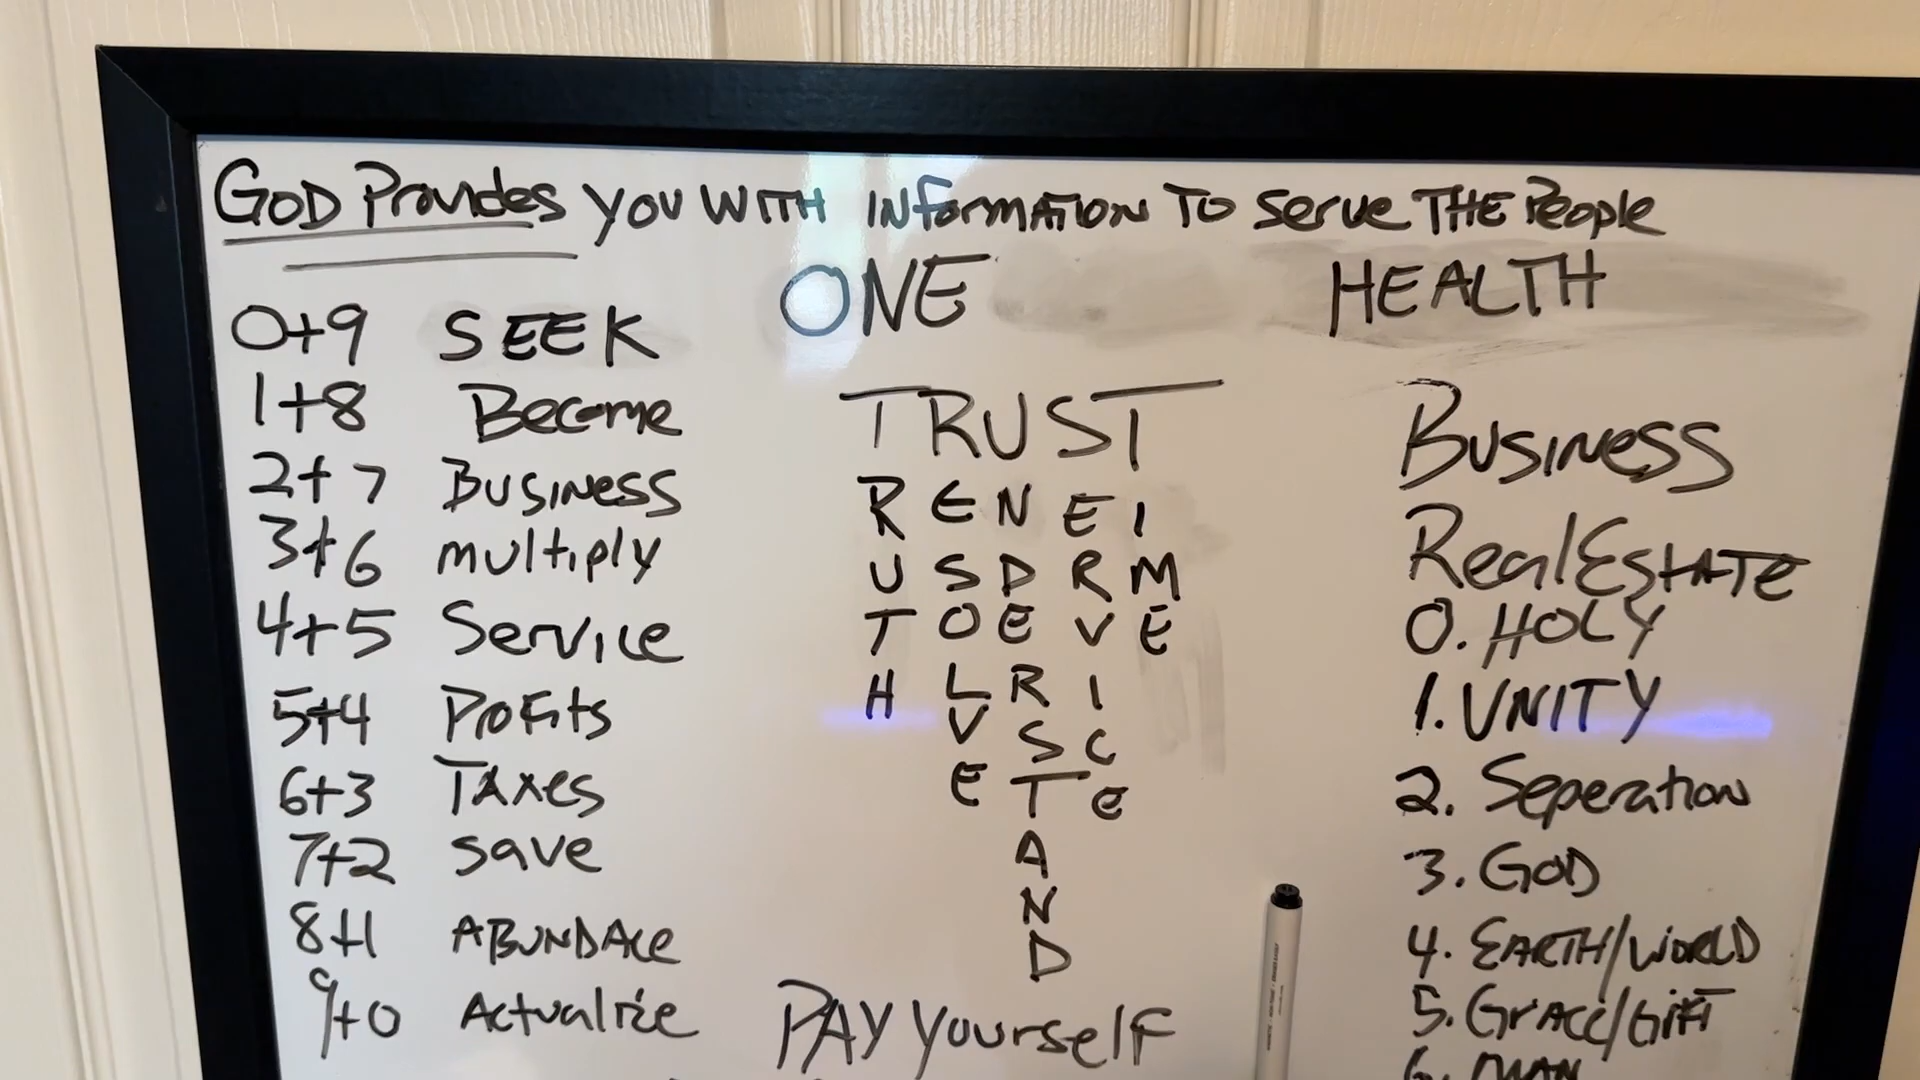 GOD Provides you WITH INformATION TO serve THE People
ONE HEALTH
0+9 SEEK
1+8 Become
2+7 BUSINESS
3+6 multiply
4+5 Service
5+4 Profits
6+3 TAXES
7+2 save
8+1 ABUNDACE
9+0 Actualize
TRUST
R E N E I
U S D R M
T O E V E
H L R I
V S C
E T E
A
N
D
PAY yourself
BUSINESS
RealEstate
0. HOLY
1. UNITY
2. Seperation
3. GOD
4. EARTH/WORLD
5. GrACE/GiFT
6. MAN